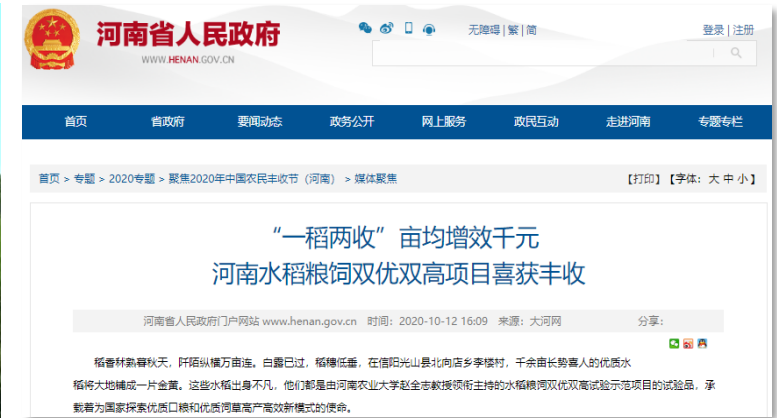 河南省人民政府
WWW.HENAN.GOV.CN
无障碍|繁|简
登录|注册
首页 省政府 要闻动态 政务公开 网上服务 政民互动 走进河南 专题专栏
首页 > 专题 > 2020专题 > 聚焦2020年中国农民丰收节(河南) > 媒体聚焦
【打印】【字体:大 中 小】
“一稻两收”亩均增效千元
河南水稻粮饲双优双高项目喜获丰收
河南省人民政府门户网站 www.henan.gov.cn 时间:2020-10-12 16:09 来源:大河网 分享:
稻香林熟暮秋天,阡陌纵横万亩连。白露已过,稻穗低垂,在信阳光山县北向店乡李楼村,千余亩长势喜人的优质水
稻将大地铺成一片金黄。这些水稻出身不凡,他们都是由河南农业大学赵全志教授领衔主持的水稻粮饲双优双高试验示范项目的试验品,承
载着为国家探索优质口粮和优质饲草高产高效新模式的使命。